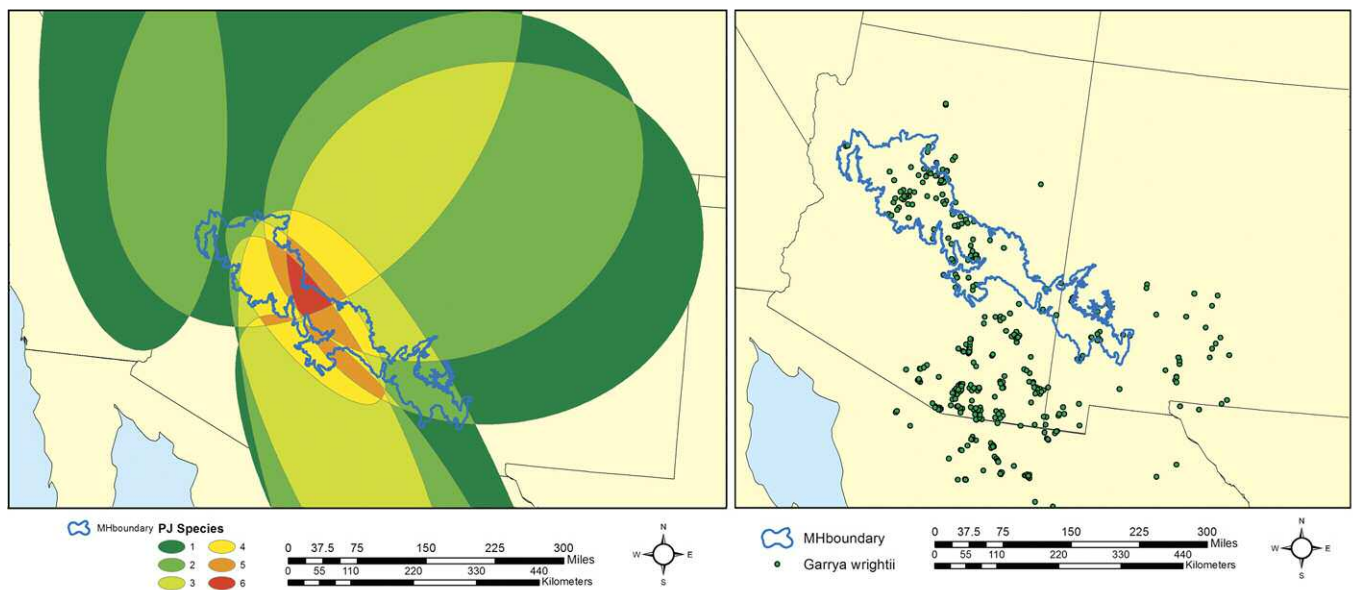 MHboundary PJ Species
1 4
2 5
3 6
0 37.5 75 150 225 300
Miles
0 55 110 220 330 440
Kilometers
N
W E
S
MHboundary
Garrya wrightii
0 37.5 75 150 225 300
Miles
0 55 110 220 330 440
Kilometers
N
W E
S